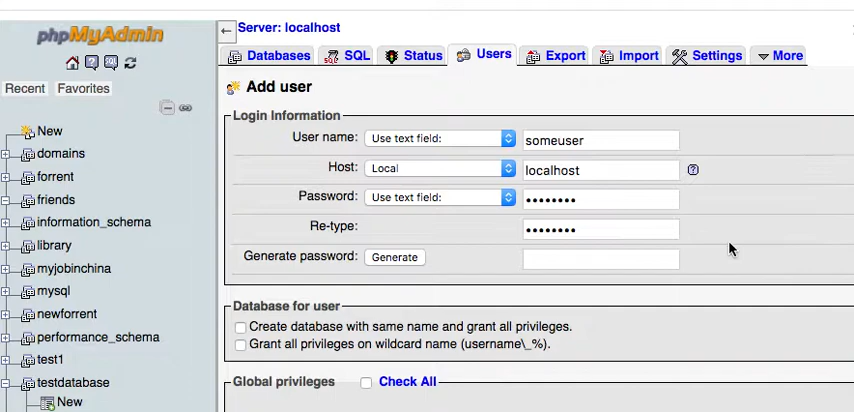 phpMyAdmin
Recent Favorites
New
domains
forrent
friends
information_schema
library
myjobinchina
mysql
newforrent
performance_schema
test1
testdatabase
New
Server: localhost
Databases SQL Status Users Export Import Settings More
Add user
Login Information
User name: Use text field: someuser
Host: Local localhost
Password: Use text field: ••••••••
Re-type: ••••••••
Generate password: Generate
Database for user
Create database with same name and grant all privileges.
Grant all privileges on wildcard name (username\_%).
Global privileges Check All